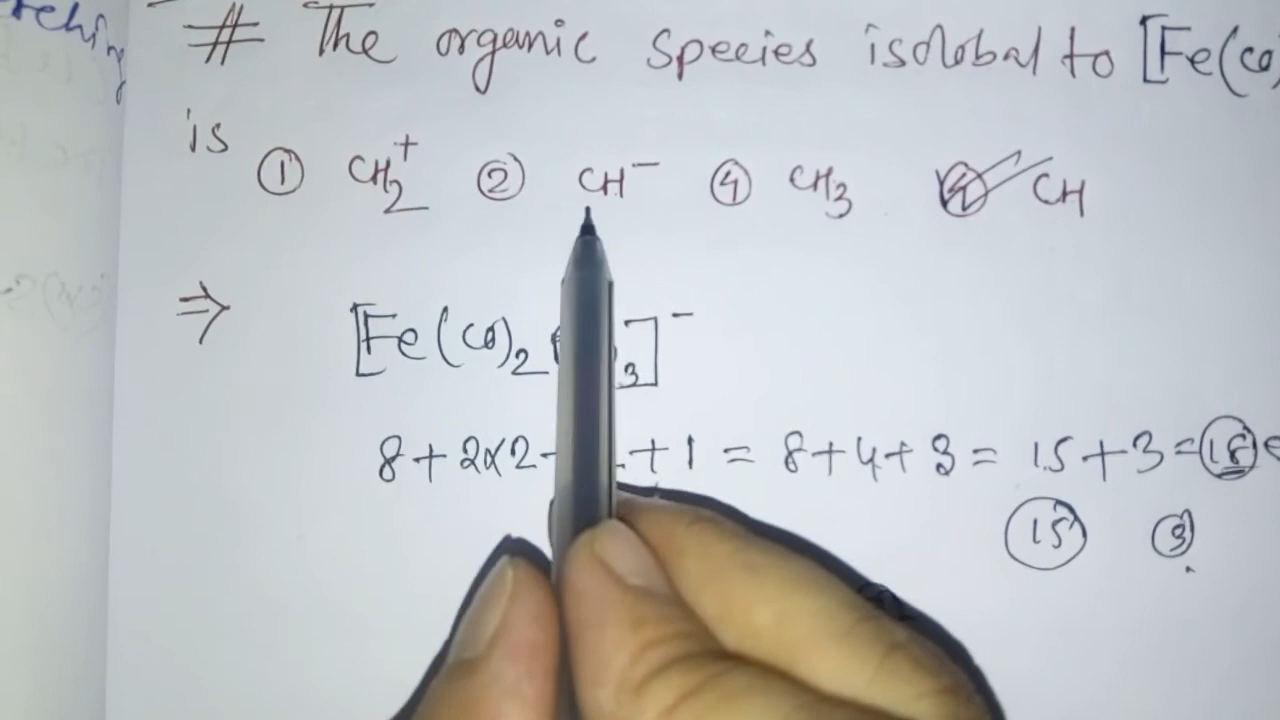 # The organic species isolobal to [Fe(CO)
is ① CH₂⁺ ② CH⁻ ④ CH₃ ④ CH
⇒ [Fe(CO)₂ ₃]⁻
8+2×2+ +1 = 8+4+3 = 15+3=18
15 3